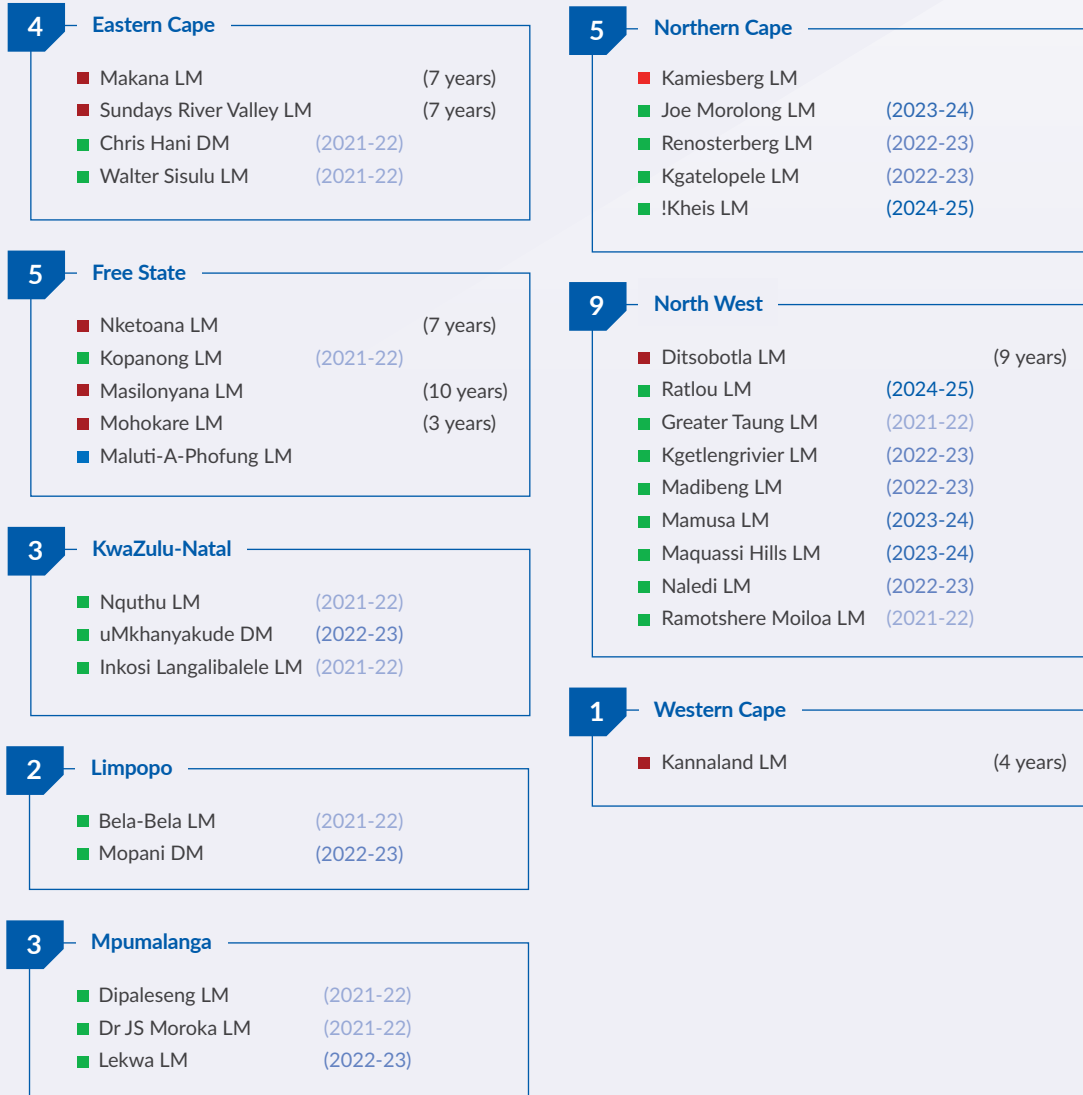 4 Eastern Cape
Makana LM (7 years)
Sundays River Valley LM (7 years)
Chris Hani DM (2021-22)
Walter Sisulu LM (2021-22)
5 Free State
Nketoana LM (7 years)
Kopanong LM (2021-22)
Masilonyana LM (10 years)
Mohokare LM (3 years)
Maluti-A-Phofung LM
3 KwaZulu-Natal
Nquthu LM (2021-22)
uMkhanyakude DM (2022-23)
Inkosi Langalibalele LM (2021-22)
2 Limpopo
Bela-Bela LM (2021-22)
Mopani DM (2022-23)
3 Mpumalanga
Dipaleseng LM (2021-22)
Dr JS Moroka LM (2021-22)
Lekwa LM (2022-23)
5 Northern Cape
Kamiesberg LM
Joe Morolong LM (2023-24)
Renosterberg LM (2022-23)
Kgatelopele LM (2022-23)
!Kheis LM (2024-25)
9 North West
Ditsobotla LM (9 years)
Ratlou LM (2024-25)
Greater Taung LM (2021-22)
Kgetlengrivier LM (2022-23)
Madibeng LM (2022-23)
Mamusa LM (2023-24)
Maquassi Hills LM (2023-24)
Naledi LM (2022-23)
Ramotshere Moiloa LM (2021-22)
1 Western Cape
Kannaland LM (4 years)